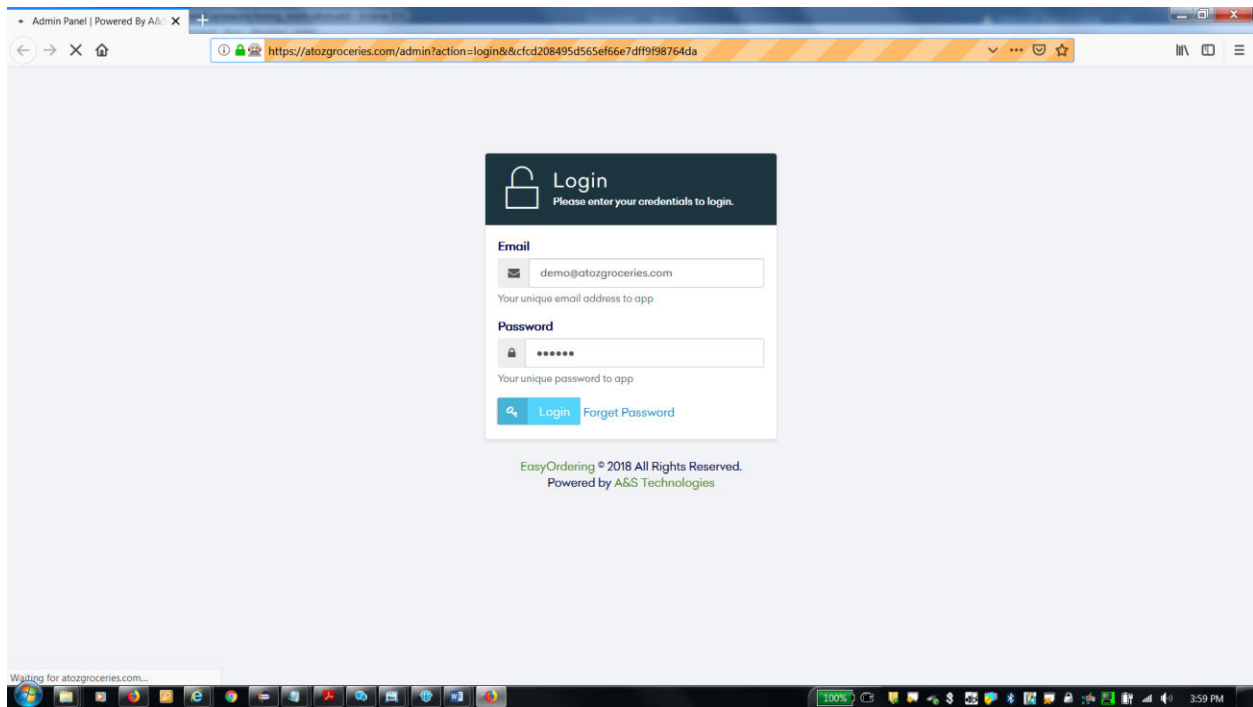 Admin Panel | Powered By A&S
https://atozgroceries.com/admin?action=login&&cfcd208495d565ef66e7dff9f98764da
Login
Please enter your credentials to login.
Email
demo@atozgroceries.com
Your unique email address to app
Password
Your unique password to app
Login Forget Password
EasyOrdering © 2018 All Rights Reserved.
Powered by A&S Technologies
Waiting for atozgroceries.com...
100%
3:59 PM